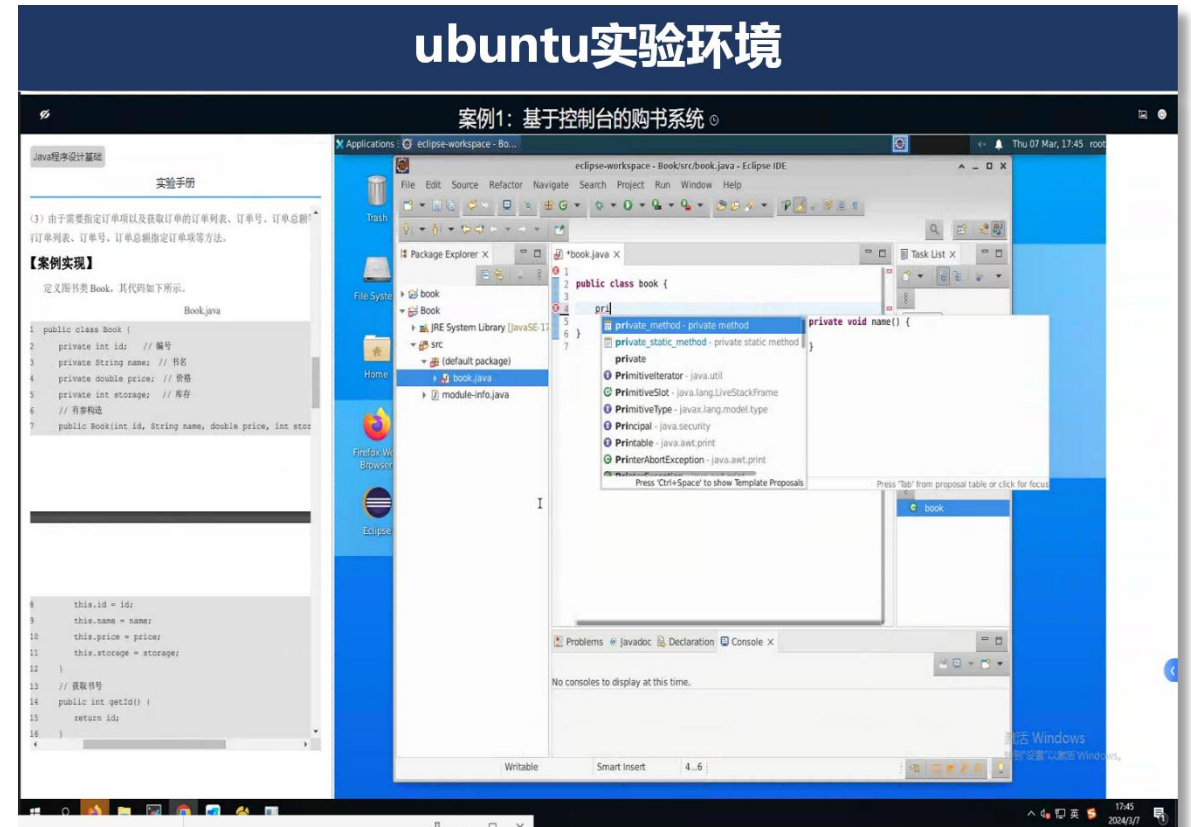 ubuntu实验环境
案例1：基于控制台的购书系统
Java程序设计基础
实验手册
（3）由于需要指定订单项以及获取订单的订单列表、订单号、订单总额
订单列表、订单号、订单总额指定订单项等方法。
【案例实现】
定义图书类 Book，其代码如下所示。
Book.java
1 public class Book {
2 private int id; // 编号
3 private String name; // 书名
4 private double price; // 价格
5 private int storage; // 库存
6 // 有参构造
7 public Book(int id, String name, double price, int stor
8 this.id = id;
9 this.name = name;
10 this.price = price;
11 this.storage = storage;
12 }
13 // 获取书号
14 public int getId() {
15 return id;
16 }
Applications : eclipse-workspace - Bo...
Thu 07 Mar, 17:45 root
Trash
File Syste
Home
Firefox We
Browser
Eclipse
eclipse-workspace - Book/src/book.java - Eclipse IDE
File Edit Source Refactor Navigate Search Project Run Window Help
Package Explorer X
book
Book
JRE System Library [JavaSE-17
src
(default package)
book.java
module-info.java
*book.java X
1
2 public class book {
3
4 pri
5
6 }
7
private_method - private method
private_static_method - private static method
private
PrimitiveIterator - java.util
PrimitiveSlot - java.lang.LiveStackFrame
PrimitiveType - javax.lang.model.type
Principal - java.security
Printable - java.awt.print
PrinterAbortException - java.awt.print
Press 'Ctrl+Space' to show Template Proposals
private void name() {
}
Press 'Tab' from proposal table or click for focus
Task List X
book
Problems Javadoc Declaration Console X
No consoles to display at this time.
Writable Smart Insert 4...6
激活 Windows
转到"设置"以激活 Windows。
英
17:45
2024/3/7